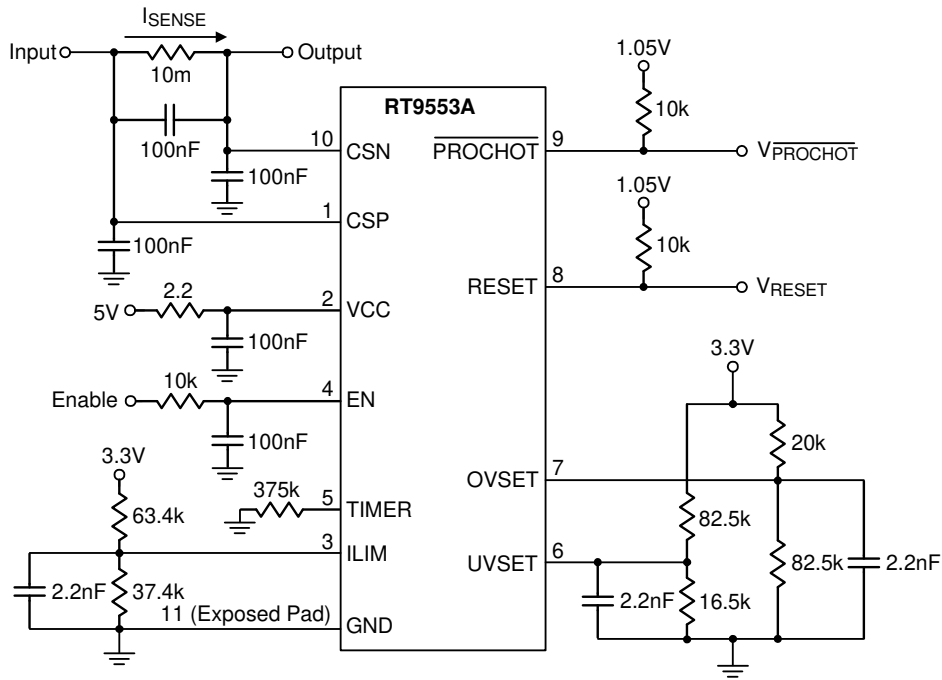 I_SENSE
Input
Output
10m
100nF
RT9553A
10 CSN
100nF
1 CSP
100nF
2.2
5V
2 VCC
100nF
10k
Enable
4 EN
100nF
3.3V
375k
5 TIMER
63.4k
3 ILIM
2.2nF
37.4k
11 (Exposed Pad)
GND
1.05V
10k
PROCHOT 9
VPROCHOT
1.05V
10k
RESET 8
VRESET
3.3V
20k
OVSET 7
82.5k
UVSET 6
82.5k
2.2nF
2.2nF
16.5k